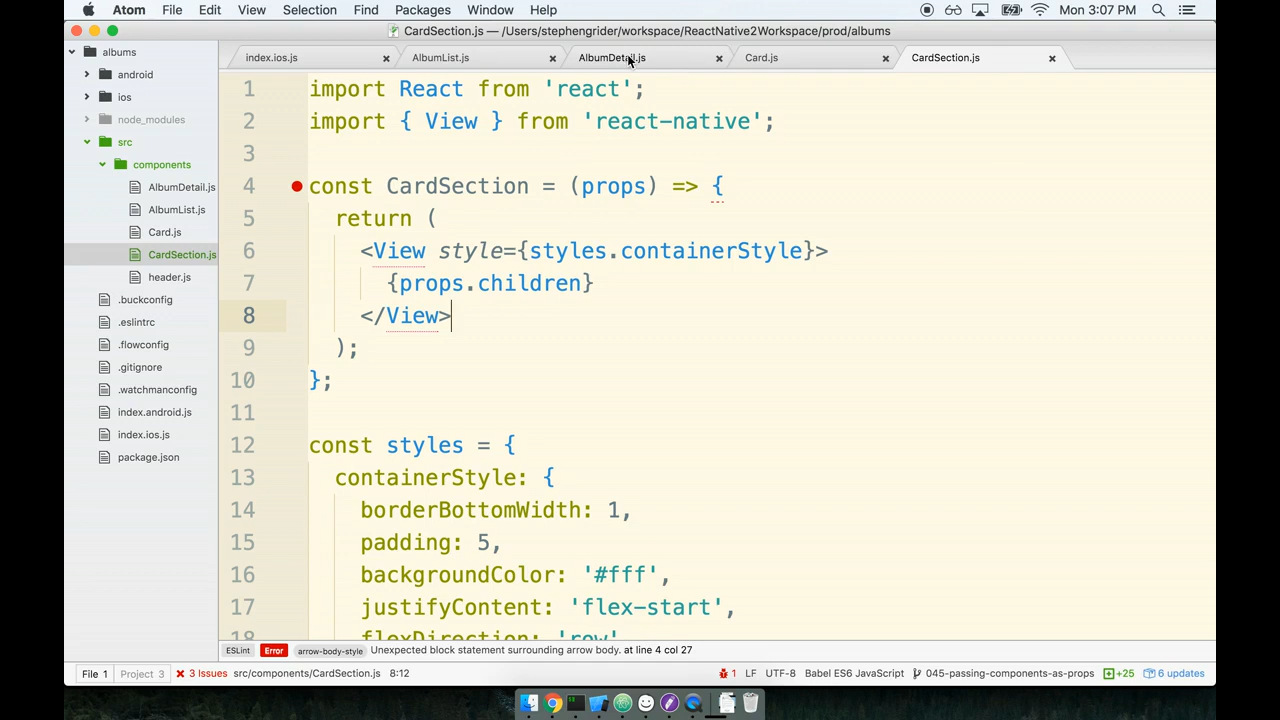 Atom File Edit View Selection Find Packages Window Help Mon 3:07 PM
CardSection.js — /Users/stephengrider/workspace/ReactNative2Workspace/prod/albums
albums
android
ios
node_modules
src
components
AlbumDetail.js
AlbumList.js
Card.js
CardSection.js
header.js
.buckconfig
.eslintrc
.flowconfig
.gitignore
.watchmanconfig
index.android.js
index.ios.js
package.json
index.ios.js AlbumList.js AlbumDetail.js Card.js CardSection.js
1 import React from 'react';
2 import { View } from 'react-native';
3
4 const CardSection = (props) => {
5 return (
6 <View style={styles.containerStyle}>
7 {props.children}
8 </View>
9 );
10 };
11
12 const styles = {
13 containerStyle: {
14 borderBottomWidth: 1,
15 padding: 5,
16 backgroundColor: '#fff',
17 justifyContent: 'flex-start',
18 flexDirection: 'row'
ESLint Error arrow-body-style Unexpected block statement surrounding arrow body. at line 4 col 27
File 1 Project 3 3 Issues src/components/CardSection.js 8:12 1 LF UTF-8 Babel ES6 JavaScript 045-passing-components-as-props +25 6 updates